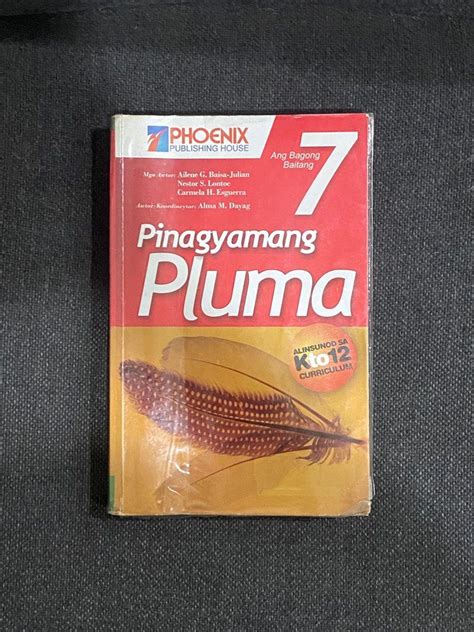 PHOENIX
PUBLISHING HOUSE
Ang Bagong
Baitang
7
Mga Awtor: Ailene G. Baisa-Julian
Nestor S. Lontoc
Carmela H. Esguerra
Awtor-Koordineytor: Alma M. Dayag
Pinagyamang
Pluma
ALINSUNOD SA
K to 12
CURRICULUM